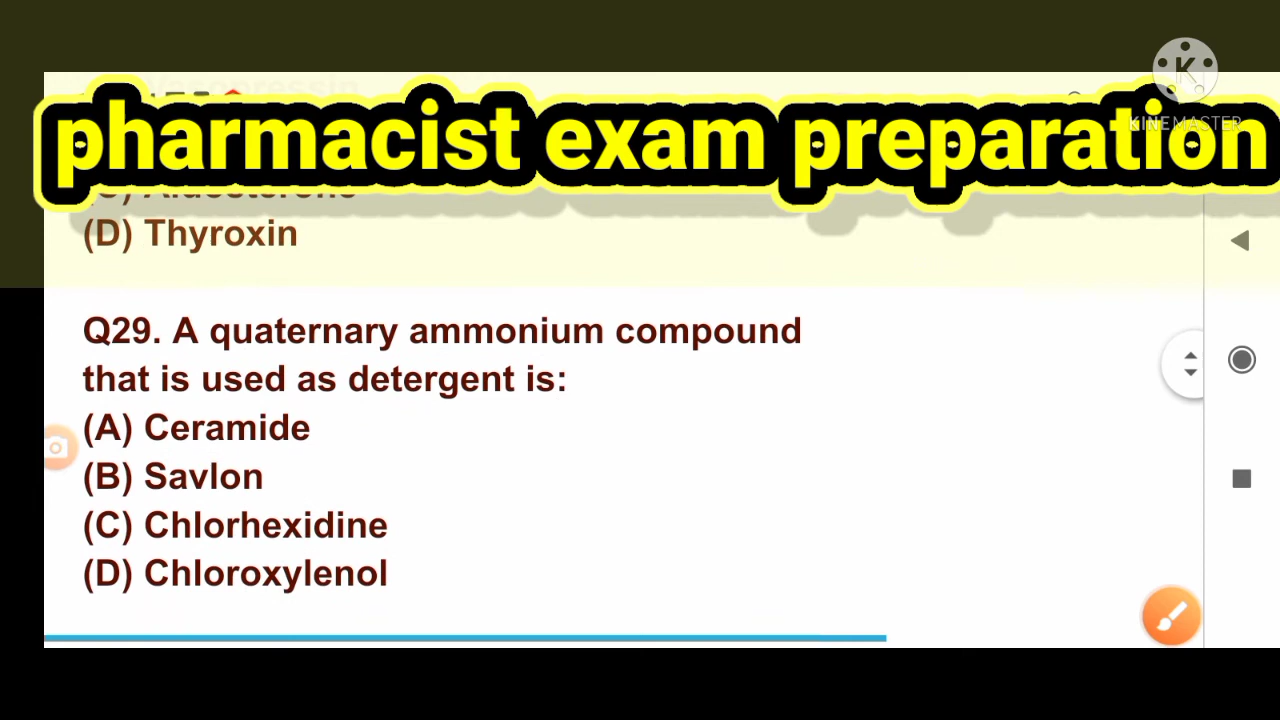 KINEMASTER
pharmacist exam preparation
(D) Thyroxin
Q29. A quaternary ammonium compound
that is used as detergent is:
(A) Ceramide
(B) Savlon
(C) Chlorhexidine
(D) Chloroxylenol